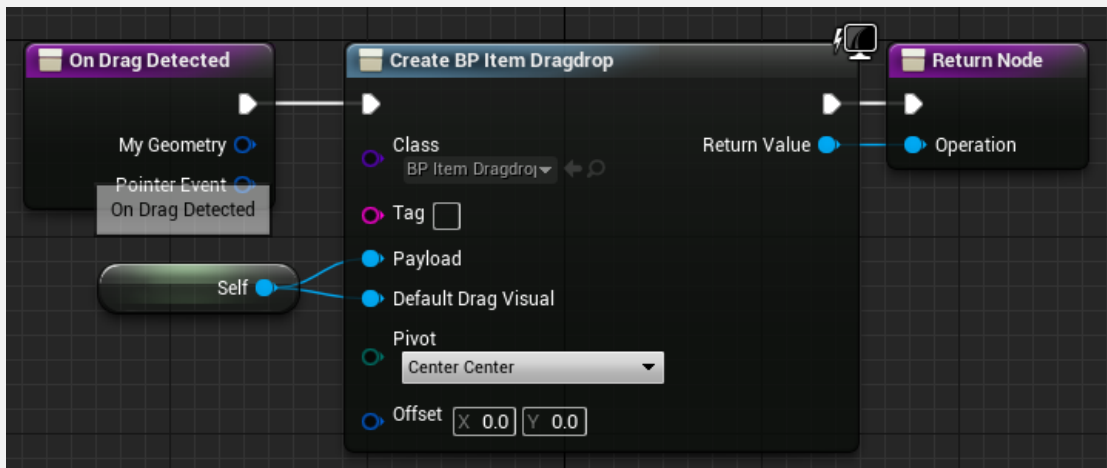 On Drag Detected
My Geometry
Pointer Event
On Drag Detected
Self
Create BP Item Dragdrop
Class
BP Item Dragdro
Tag
Payload
Default Drag Visual
Pivot
Center Center
Offset X 0.0 Y 0.0
Return Value
Return Node
Operation